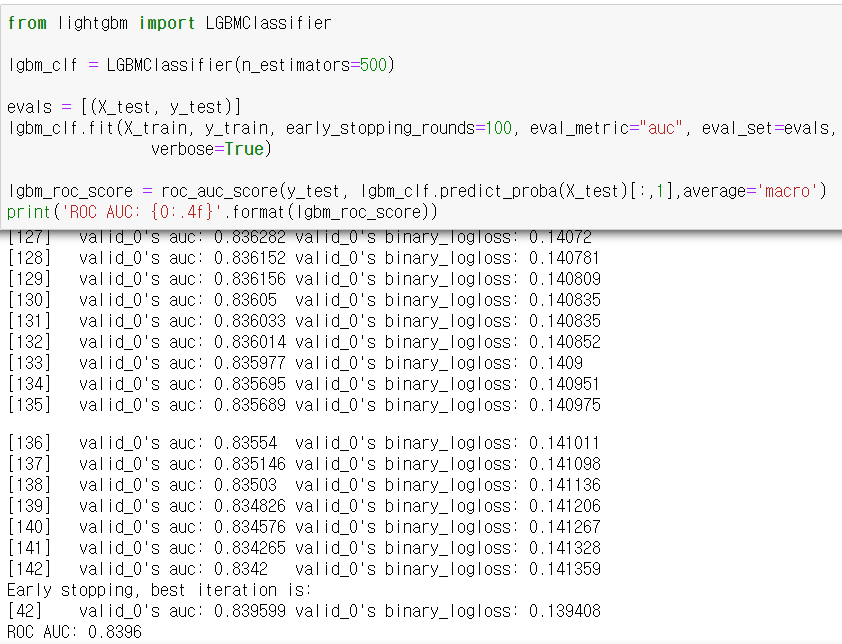 from lightgbm import LGBMClassifier
lgbm_clf = LGBMClassifier(n_estimators=500)
evals = [(X_test, y_test)]
lgbm_clf.fit(X_train, y_train, early_stopping_rounds=100, eval_metric="auc", eval_set=evals,
verbose=True)
lgbm_roc_score = roc_auc_score(y_test, lgbm_clf.predict_proba(X_test)[:,1],average='macro')
print('ROC AUC: {0:.4f}'.format(lgbm_roc_score))
[127] valid_0's auc: 0.836282 valid_0's binary_logloss: 0.14072
[128] valid_0's auc: 0.836152 valid_0's binary_logloss: 0.140781
[129] valid_0's auc: 0.836156 valid_0's binary_logloss: 0.140809
[130] valid_0's auc: 0.83605 valid_0's binary_logloss: 0.140835
[131] valid_0's auc: 0.836033 valid_0's binary_logloss: 0.140835
[132] valid_0's auc: 0.836014 valid_0's binary_logloss: 0.140852
[133] valid_0's auc: 0.835977 valid_0's binary_logloss: 0.1409
[134] valid_0's auc: 0.835695 valid_0's binary_logloss: 0.140951
[135] valid_0's auc: 0.835689 valid_0's binary_logloss: 0.140975
[136] valid_0's auc: 0.83554 valid_0's binary_logloss: 0.141011
[137] valid_0's auc: 0.835146 valid_0's binary_logloss: 0.141098
[138] valid_0's auc: 0.83503 valid_0's binary_logloss: 0.141136
[139] valid_0's auc: 0.834826 valid_0's binary_logloss: 0.141206
[140] valid_0's auc: 0.834576 valid_0's binary_logloss: 0.141267
[141] valid_0's auc: 0.834265 valid_0's binary_logloss: 0.141328
[142] valid_0's auc: 0.8342 valid_0's binary_logloss: 0.141359
Early stopping, best iteration is:
[42] valid_0's auc: 0.839599 valid_0's binary_logloss: 0.139408
ROC AUC: 0.8396